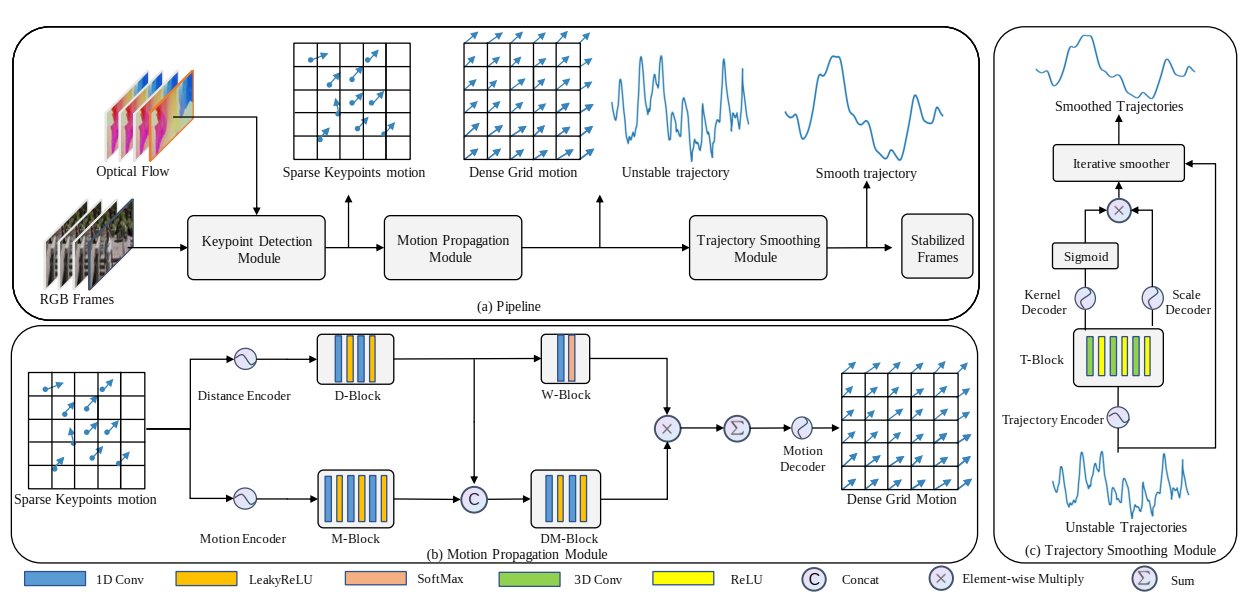 Optical Flow
RGB Frames
Keypoint Detection
Module
Sparse Keypoints motion
Motion Propagation
Module
Dense Grid motion
Unstable trajectory
Trajectory Smoothing
Module
Smooth trajectory
Stabilized
Frames
(a) Pipeline
Sparse Keypoints motion
Distance Encoder
D-Block
W-Block
Motion Encoder
M-Block
C
DM-Block
×
Σ
Motion
Decoder
Dense Grid Motion
(b) Motion Propagation Module
Smoothed Trajectories
Iterative smoother
×
Sigmoid
Kernel
Decoder
Scale
Decoder
T-Block
Trajectory Encoder
Unstable Trajectories
(c) Trajectory Smoothing Module
1D Conv
LeakyReLU
SoftMax
3D Conv
ReLU
C Concat
× Element-wise Multiply
Σ Sum